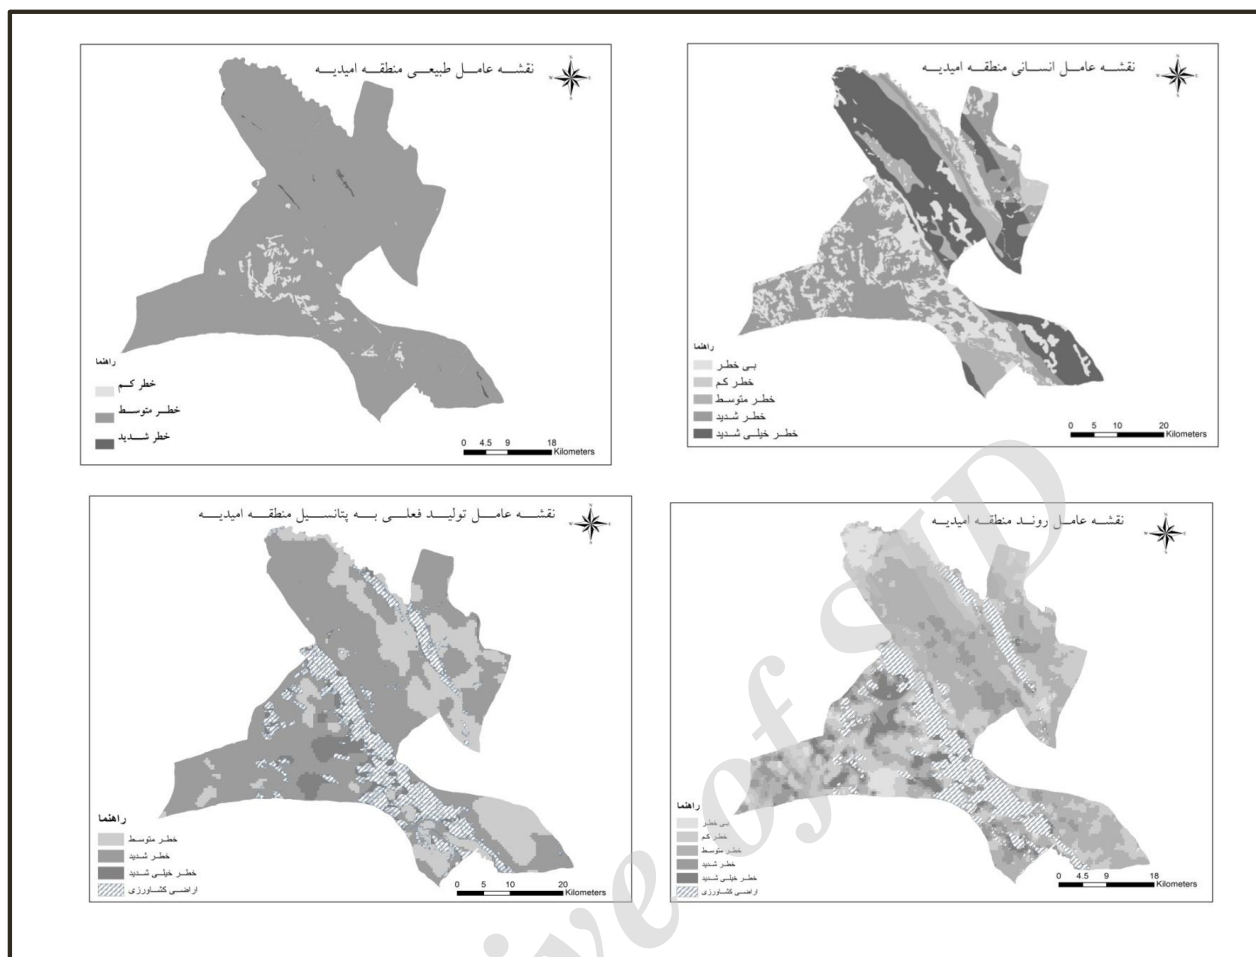 نقشه عامل طبیعی منطقه امیدیه
راهنما
خطر کم
خطر متوسط
خطر شدید
0 4.5 9 18
Kilometers
نقشه عامل انسانی منطقه امیدیه
راهنما
بی خطر
خطر کم
خطر متوسط
خطر شدید
خطر خیلی شدید
0 5 10 20
Kilometers
نقشه عامل تولید فعلی به پتانسیل منطقه امیدیه
راهنما
خطر متوسط
خطر شدید
خطر خیلی شدید
اراضی کشاورزی
0 5 10 20
Kilometers
نقشه عامل روند منطقه امیدیه
راهنما
بی خطر
خطر کم
خطر متوسط
خطر شدید
خطر خیلی شدید
اراضی کشاورزی
0 4.5 9 18
Kilometers
ive of SID